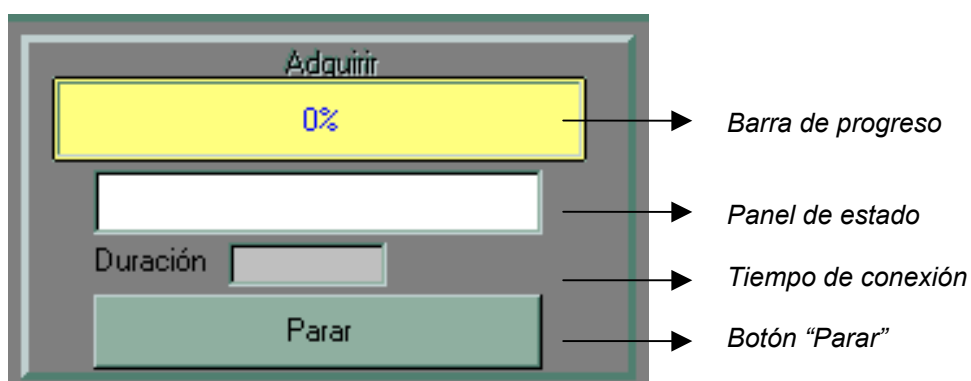 Adquirir
0%
Barra de progreso
Panel de estado
Duración
Tiempo de conexión
Parar
Botón “Parar”